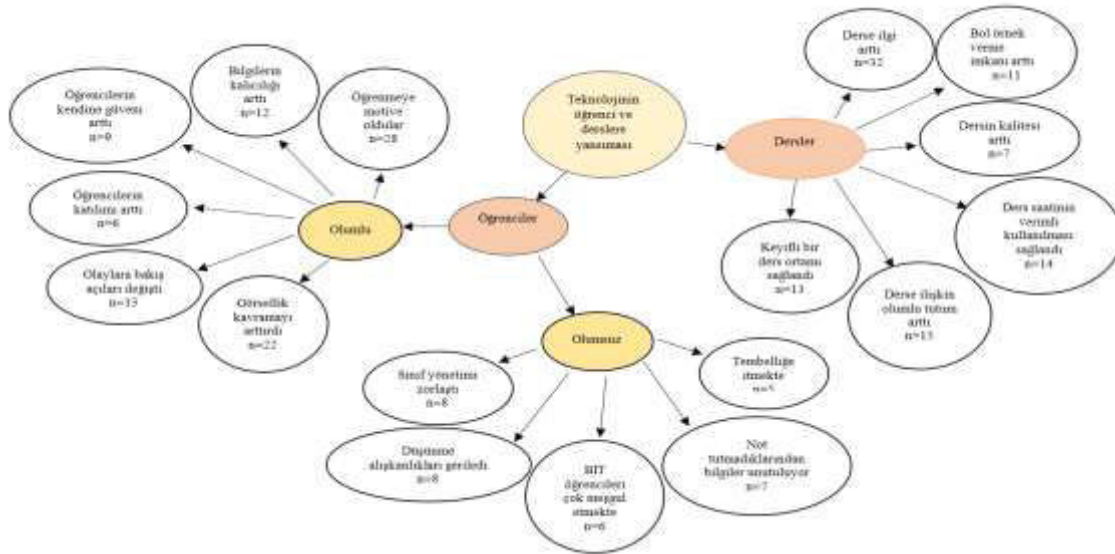 Teknolojinin
öğrenci ve
derslere
yansıması
Öğrenciler
Dersler
Olumlu
Olumsuz
Öğrencilerin
kendine güveni
arttı
n=9
Bilgilerin
kalıcılığı
arttı
n=12
Öğrenmeye
motive
oldular
n=28
Öğrencilerin
katılımı arttı
n=6
Olaylara bakış
açıları değişti
n=13
Görsellik
kavramayı
arttırdı
n=22
Derse ilgi
arttı
n=32
Bol örnek
verme
imkanı arttı
n=11
Dersin kalitesi
arttı
n=7
Ders saatinin
verimli
kullanılması
sağlandı
n=14
Derse ilişkin
olumlu tutum
arttı
Keyifli bir
ders ortamı
sağlandı
n=13
Sınıf yönetimi
zorlaştı
n=8
Düşünme
alışkanlıkları geriledi
n=8
BİT
öğrencileri
çok meşgul
etmekte
n=6
Not
tutmadıklarından
bilgiler unutuluyor
n=7
Tembelliğe
itmekte
n=5